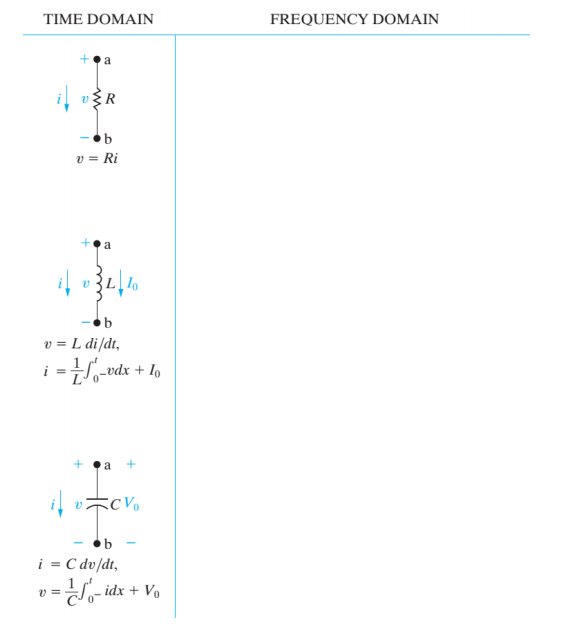 TIME DOMAIN FREQUENCY DOMAIN
+ a
i v R
− b
v = Ri
+ a
i v L I₀
− b
v = L di/dt,
i = 1/L ∫₀₋ᵗ vdx + I₀
+ a +
i v C V₀
− b −
i = C dv/dt,
v = 1/C ∫₀₋ᵗ idx + V₀